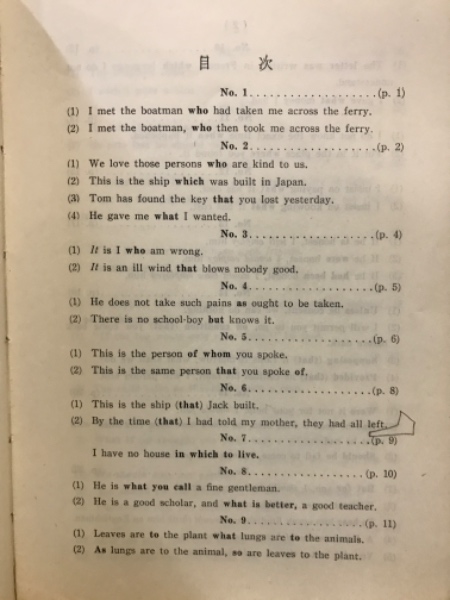 目 次
No. 1....................(p. 1)
(1) I met the boatman who had taken me across the ferry.
(2) I met the boatman, who then took me across the ferry.
No. 2....................(p. 2)
(1) We love those persons who are kind to us.
(2) This is the ship which was built in Japan.
(3) Tom has found the key that you lost yesterday.
(4) He gave me what I wanted.
No. 3....................(p. 4)
(1) It is I who am wrong.
(2) It is an ill wind that blows nobody good.
No. 4....................(p. 5)
(1) He does not take such pains as ought to be taken.
(2) There is no school-boy but knows it.
No. 5....................(p. 6)
(1) This is the person of whom you spoke.
(2) This is the same person that you spoke of.
No. 6....................(p. 8)
(1) This is the ship (that) Jack built.
(2) By the time (that) I had told my mother, they had all left.
No. 7....................(p. 9)
I have no house in which to live.
No. 8....................(p. 10)
(1) He is what you call a fine gentleman.
(2) He is a good scholar, and what is better, a good teacher.
No. 9....................(p. 11)
(1) Leaves are to the plant what lungs are to the animals.
(2) As lungs are to the animal, so are leaves to the plant.